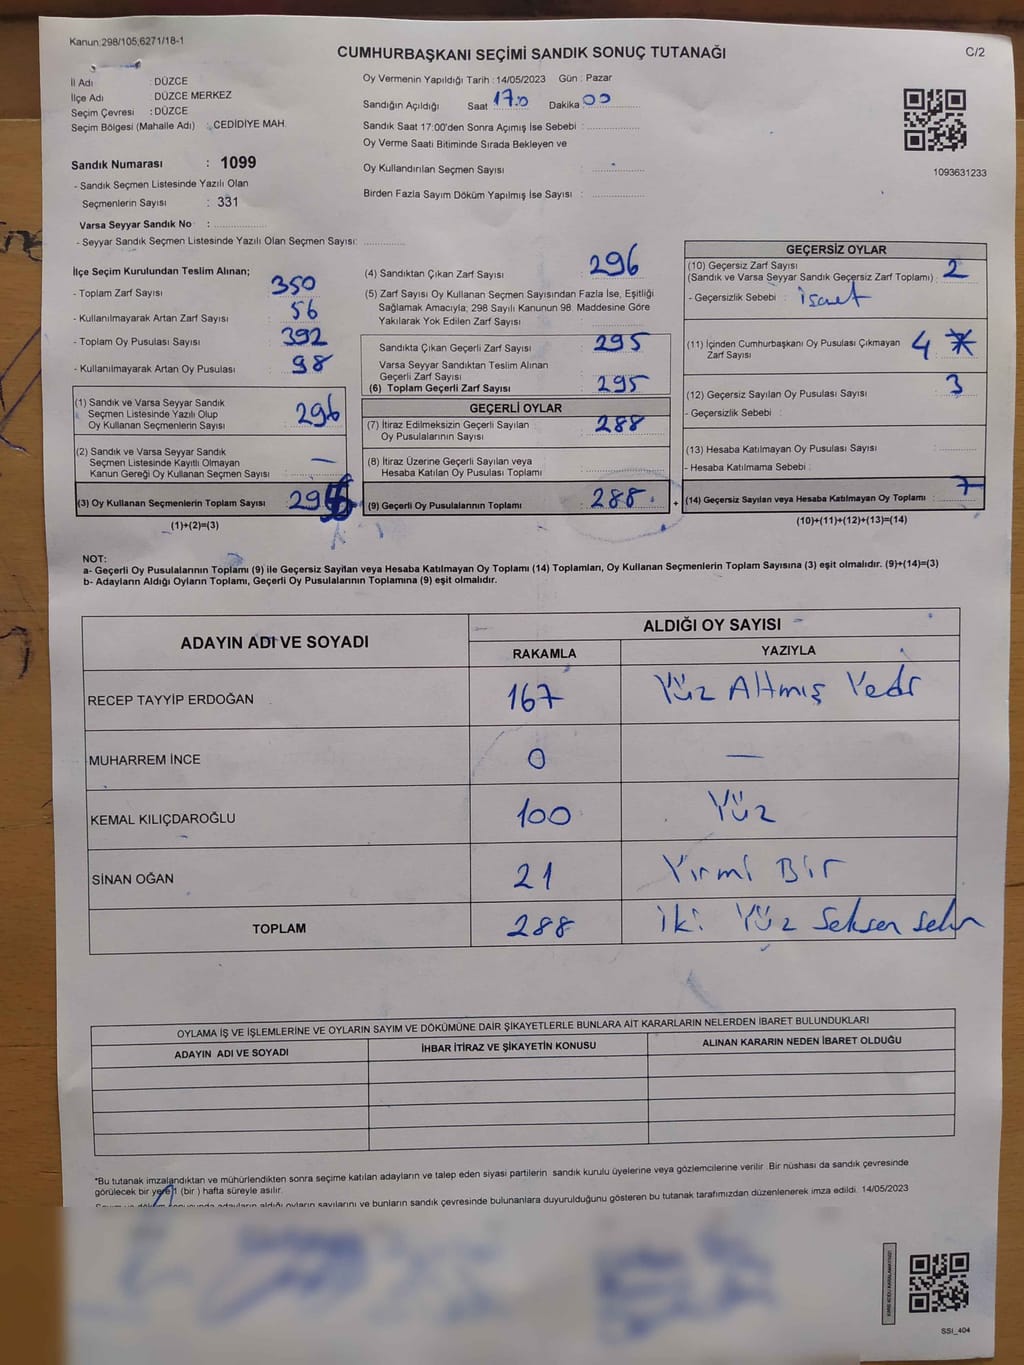 Kanun:298/105,6271/18-1
CUMHURBAŞKANI SEÇİMİ SANDIK SONUÇ TUTANAĞI
C/2
İl Adı : DÜZCE
İlçe Adı : DÜZCE MERKEZ
Seçim Çevresi : DÜZCE
Seçim Bölgesi (Mahalle Adı) : CEDİDİYE MAH.
Sandık Numarası : 1099
- Sandık Seçmen Listesinde Yazılı Olan
Seçmenlerin Sayısı : 331
Varsa Seyyar Sandık No :
- Seyyar Sandık Seçmen Listesinde Yazılı Olan Seçmen Sayısı:
Oy Vermenin Yapıldığı Tarih : 14/05/2023 Gün : Pazar
Sandığın Açıldığı Saat 17.0 Dakika 00
Sandık Saat 17:00'den Sonra Açımış İse Sebebi :
Oy Verme Saati Bitiminde Sırada Bekleyen ve
Oy Kullandırılan Seçmen Sayısı :
Birden Fazla Sayım Döküm Yapılmış İse Sayısı :
1093631233
İlçe Seçim Kurulundan Teslim Alınan;
- Toplam Zarf Sayısı : 350
- Kullanılmayarak Artan Zarf Sayısı : 56
- Toplam Oy Pusulası Sayısı : 392
- Kullanılmayarak Artan Oy Pusulası : 98
(1) Sandık ve Varsa Seyyar Sandık
Seçmen Listesinde Yazılı Olup
Oy Kullanan Seçmenlerin Sayısı : 296
(2) Sandık ve Varsa Seyyar Sandık
Seçmen Listesinde Kayıtlı Olmayan
Kanun Gereği Oy Kullanan Seçmen Sayısı : —
(3) Oy Kullanan Seçmenlerin Toplam Sayısı : 29
(1)+(2)=(3)
(4) Sandıktan Çıkan Zarf Sayısı : 296
(5) Zarf Sayısı Oy Kullanan Seçmen Sayısından Fazla İse, Eşitliği
Sağlamak Amacıyla, 298 Sayılı Kanunun 98. Maddesine Göre
Yakılarak Yok Edilen Zarf Sayısı :
Sandıkta Çıkan Geçerli Zarf Sayısı : 295
Varsa Seyyar Sandıktan Teslim Alınan
Geçerli Zarf Sayısı
(6) Toplam Geçerli Zarf Sayısı : 295
GEÇERLİ OYLAR
(7) İtiraz Edilmeksizin Geçerli Sayılan : 288
Oy Pusulalarının Sayısı
(8) İtiraz Üzerine Geçerli Sayılan veya
Hesaba Katılan Oy Pusulası Toplamı :
(9) Geçerli Oy Pusulalarının Toplamı : 288 +
GEÇERSİZ OYLAR
(10) Geçersiz Zarf Sayısı
(Sandık ve Varsa Seyyar Sandık Geçersiz Zarf Toplamı) : 2
- Geçersizlik Sebebi : işaret
(11) İçinden Cumhurbaşkanı Oy Pusulası Çıkmayan
Zarf Sayısı : 4 *
(12) Geçersiz Sayılan Oy Pusulası Sayısı : 3
- Geçersizlik Sebebi :
(13) Hesaba Katılmayan Oy Pusulası Sayısı :
- Hesaba Katılmama Sebebi :
(14) Geçersiz Sayılan veya Hesaba Katılmayan Oy Toplamı : 7
(10)+(11)+(12)+(13)=(14)
NOT:
a- Geçerli Oy Pusulalarının Toplamı (9) ile Geçersiz Sayılan veya Hesaba Katılmayan Oy Toplamı (14) Toplamları, Oy Kullanan Seçmenlerin Toplam Sayısına (3) eşit olmalıdır. (9)+(14)=(3)
b- Adayların Aldığı Oyların Toplamı, Geçerli Oy Pusulalarının Toplamına (9) eşit olmalıdır.
ADAYIN ADI VE SOYADI ALDIĞI OY SAYISI
RAKAMLA YAZIYLA
RECEP TAYYİP ERDOĞAN 167 Yüz Altmış Yedi
MUHARREM İNCE 0 —
KEMAL KILIÇDAROĞLU 100 Yüz
SİNAN OĞAN 21 Yirmi Bir
TOPLAM 288 İki Yüz Seksen Sekiz
OYLAMA İŞ VE İŞLEMLERİNE VE OYLARIN SAYIM VE DÖKÜMÜNE DAİR ŞİKAYETLERLE BUNLARA AİT KARARLARIN NELERDEN İBARET BULUNDUKLARI
ADAYIN ADI VE SOYADI İHBAR İTİRAZ VE ŞİKAYETİN KONUSU ALINAN KARARIN NEDEN İBARET OLDUĞU
*Bu tutanak imzalandıktan ve mühürlendikten sonra seçime katılan adayların ve talep eden siyasi partilerin sandık kurulu üyelerine veya gözlemcilerine verilir. Bir nüshası da sandık çevresinde
görülecek bir yere 1 (bir ) hafta süreyle asılır.
Sayım ve döküm sonucunda adayların aldığı oyların sayılarını ve bunların sandık çevresinde bulunanlara duyurulduğunu gösteren bu tutanak tarafımızdan düzenlenerek imza edildi. 14/05/2023
SSI_404